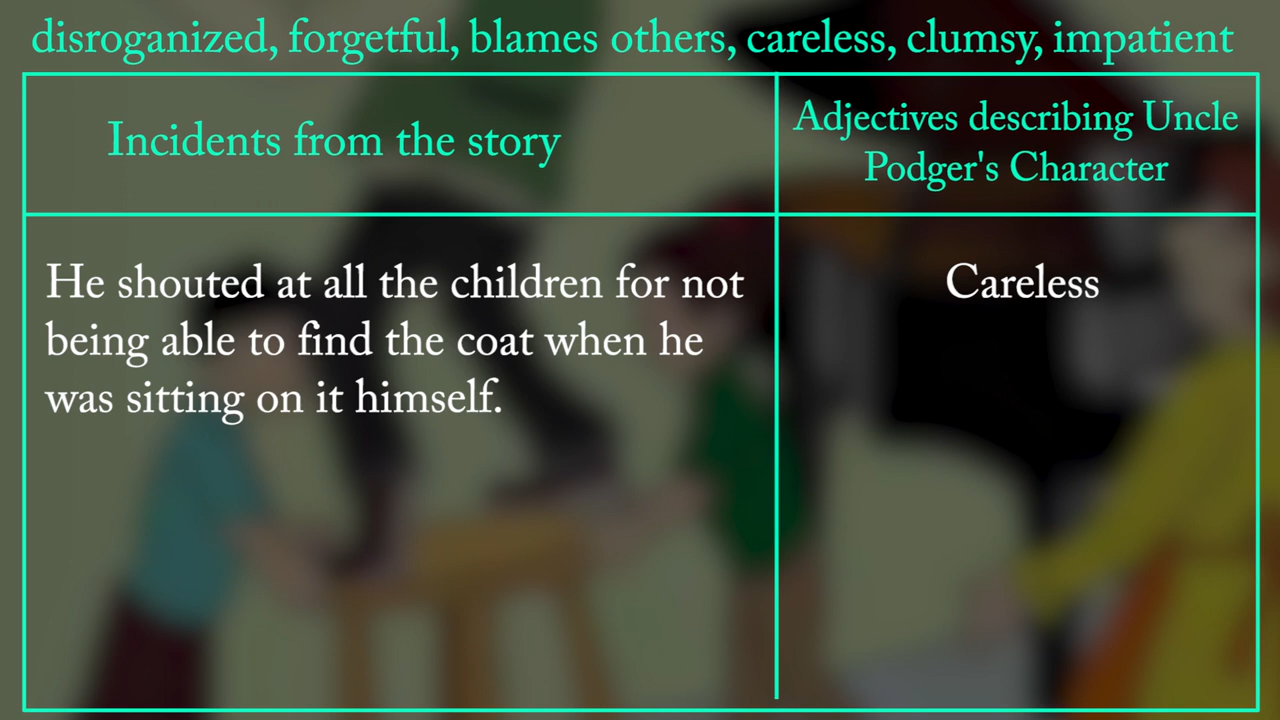 disroganized, forgetful, blames others, careless, clumsy, impatient
Incidents from the story
Adjectives describing Uncle
Podger's Character
He shouted at all the children for not
being able to find the coat when he
was sitting on it himself.
Careless